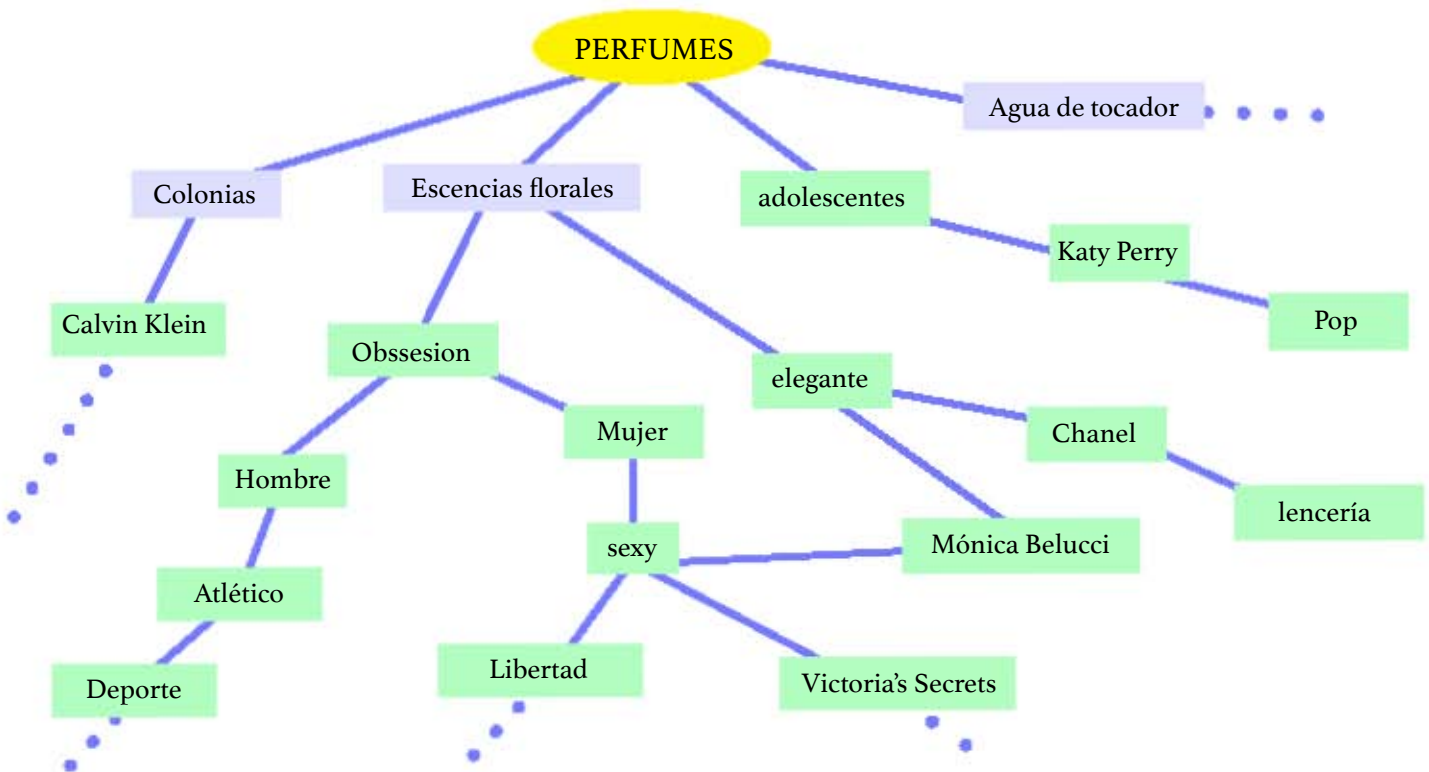 PERFUMES
Agua de tocador
Colonias
Escencias florales
adolescentes
Katy Perry
Pop
Calvin Klein
Obssesion
elegante
Chanel
Mujer
Hombre
lencería
sexy
Mónica Belucci
Atlético
Libertad
Victoria's Secrets
Deporte